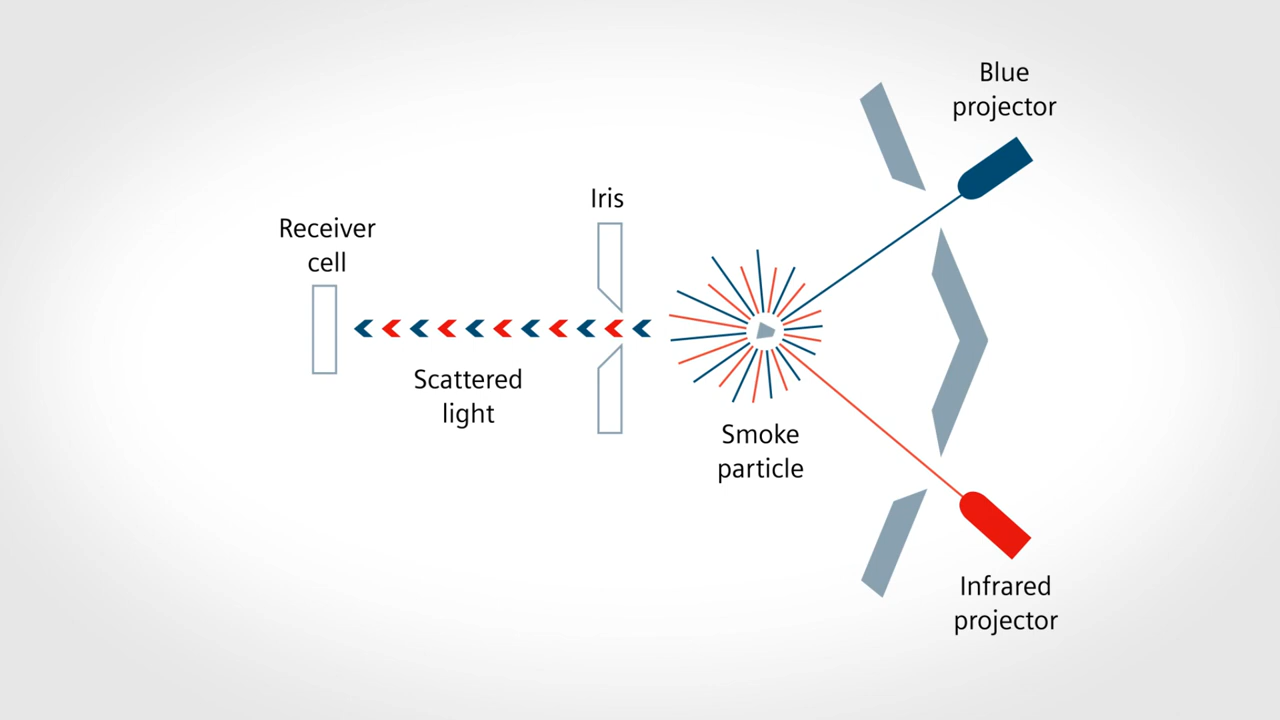 Blue
projector
Iris
Receiver
cell
Scattered
light
Smoke
particle
Infrared
projector